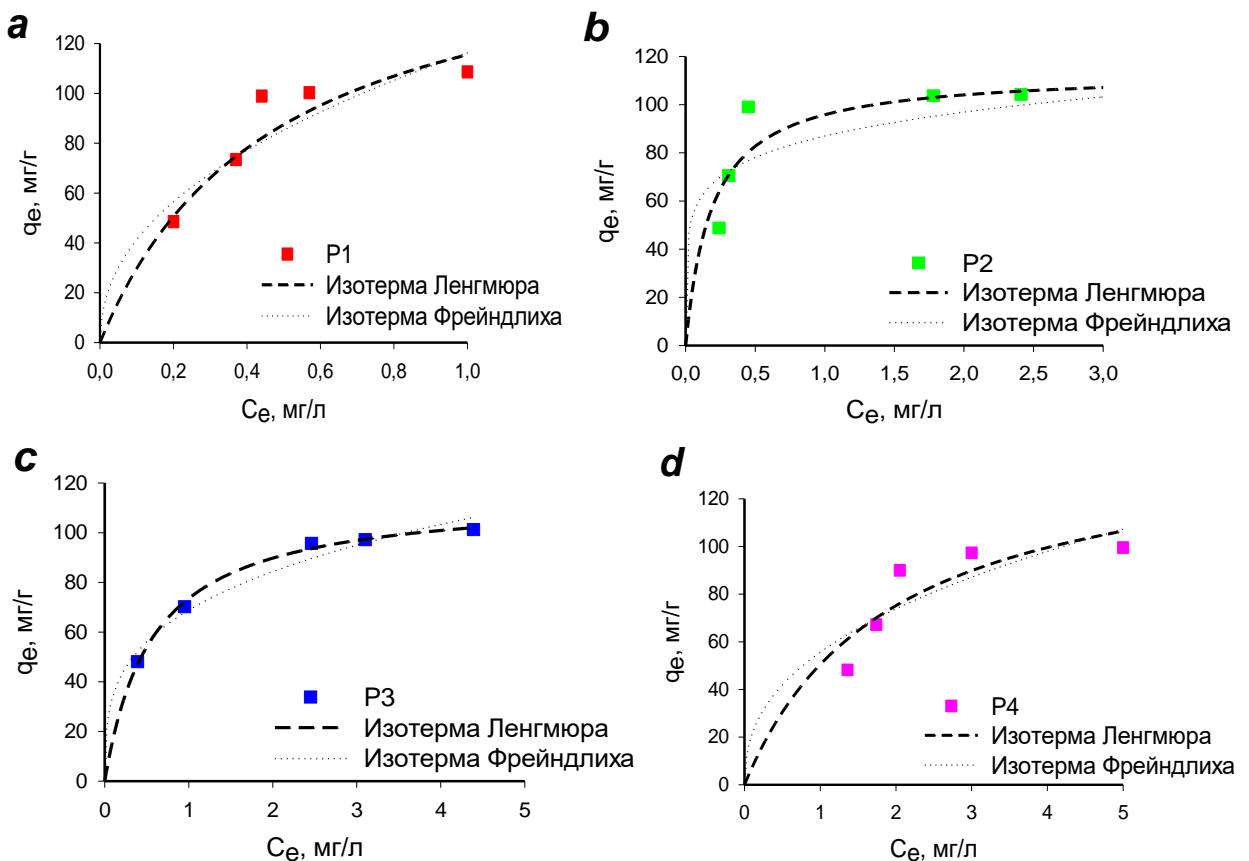 a
120
100
80
60
40
20
0
qe, мг/г
P1
Изотерма Ленгмюра
Изотерма Фрейндлиха
0,0 0,2 0,4 0,6 0,8 1,0
Ce, мг/л
b
120
100
80
60
40
20
0
qe, мг/г
P2
Изотерма Ленгмюра
Изотерма Фрейндлиха
0,0 0,5 1,0 1,5 2,0 2,5 3,0
Ce, мг/л
c
120
100
80
60
40
20
0
qe, мг/г
P3
Изотерма Ленгмюра
Изотерма Фрейндлиха
0 1 2 3 4 5
Ce, мг/л
d
120
100
80
60
40
20
0
qe, мг/г
P4
Изотерма Ленгмюра
Изотерма Фрейндлиха
0 1 2 3 4 5
Ce, мг/л